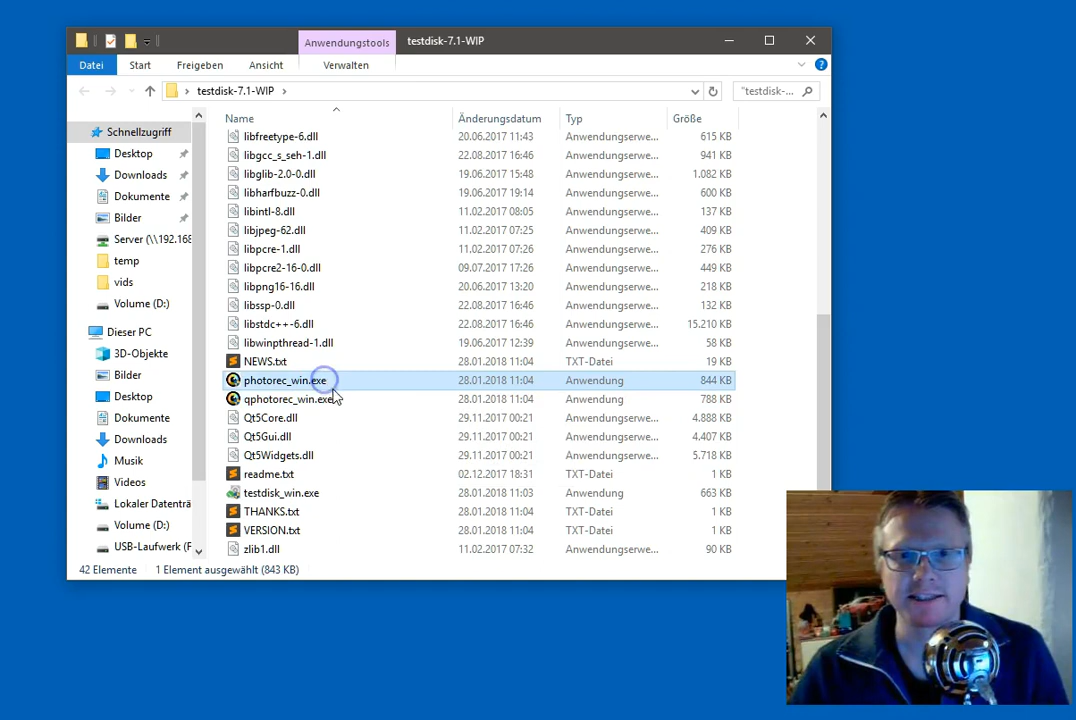 Anwendungstools testdisk-7.1-WIP
Datei Start Freigeben Ansicht Verwalten
testdisk-7.1-WIP "testdisk-...
Name Änderungsdatum Typ Größe
Schnellzugriff
Desktop
Downloads
Dokumente
Bilder
Server (\\192.168
temp
vids
Volume (D:)
Dieser PC
3D-Objekte
Bilder
Desktop
Dokumente
Downloads
Musik
Videos
Lokaler Datenträ
Volume (D:)
USB-Laufwerk (F
libfreetype-6.dll 20.06.2017 11:43 Anwendungserwe... 615 KB
libgcc_s_seh-1.dll 22.08.2017 16:46 Anwendungserwe... 941 KB
libglib-2.0-0.dll 19.06.2017 15:48 Anwendungserwe... 1.082 KB
libharfbuzz-0.dll 19.06.2017 19:14 Anwendungserwe... 600 KB
libintl-8.dll 11.02.2017 08:05 Anwendungserwe... 137 KB
libjpeg-62.dll 11.02.2017 07:25 Anwendungserwe... 409 KB
libpcre-1.dll 11.02.2017 07:26 Anwendungserwe... 276 KB
libpcre2-16-0.dll 09.07.2017 17:26 Anwendungserwe... 449 KB
libpng16-16.dll 20.06.2017 13:20 Anwendungserwe... 218 KB
libssp-0.dll 22.08.2017 16:46 Anwendungserwe... 132 KB
libstdc++-6.dll 22.08.2017 16:46 Anwendungserwe... 15.210 KB
libwinpthread-1.dll 19.06.2017 12:39 Anwendungserwe... 58 KB
NEWS.txt 28.01.2018 11:04 TXT-Datei 19 KB
photorec_win.exe 28.01.2018 11:04 Anwendung 844 KB
qphotorec_win.exe 28.01.2018 11:04 Anwendung 788 KB
Qt5Core.dll 29.11.2017 00:21 Anwendungserwe... 4.888 KB
Qt5Gui.dll 29.11.2017 00:21 Anwendungserwe... 4.407 KB
Qt5Widgets.dll 29.11.2017 00:21 Anwendungserwe... 5.718 KB
readme.txt 02.12.2017 18:31 TXT-Datei 1 KB
testdisk_win.exe 28.01.2018 11:03 Anwendung 663 KB
THANKS.txt 28.01.2018 11:04 TXT-Datei 1 KB
VERSION.txt 28.01.2018 11:04 TXT-Datei 1 KB
zlib1.dll 11.02.2017 07:32 Anwendungserwe... 90 KB
42 Elemente 1 Element ausgewählt (843 KB)